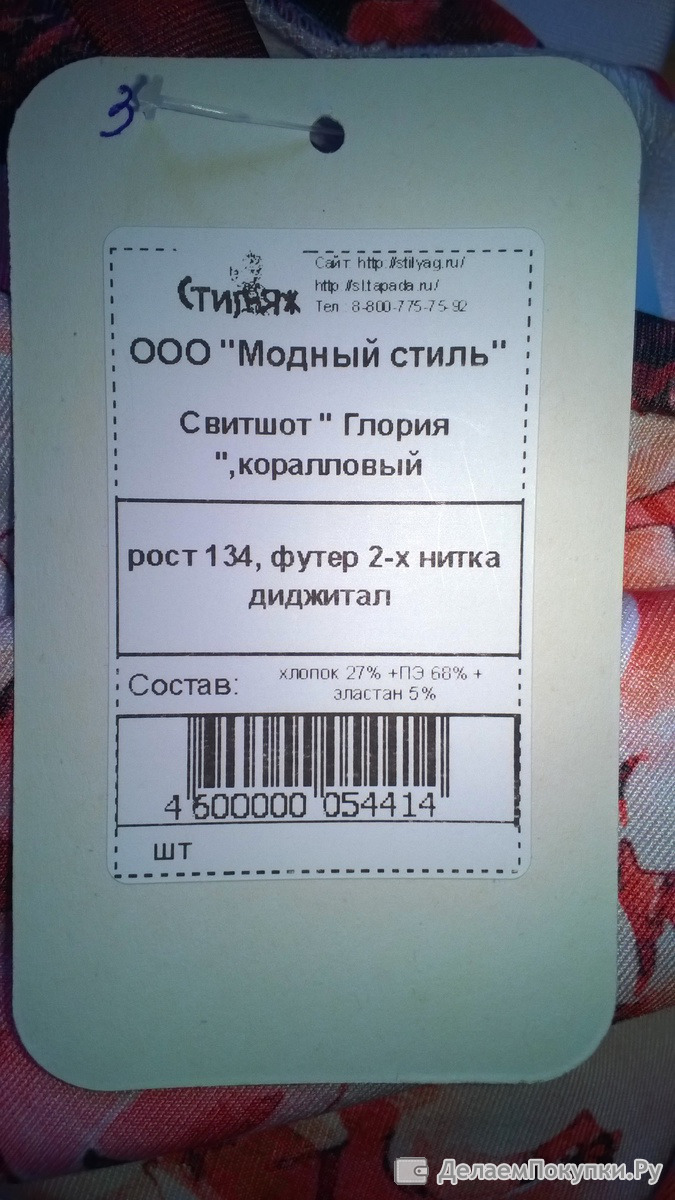 З
Стиляж
Сайт http://stilyag.ru/
http://sl.tapada.ru/
Тел : 8-800-775-75-92
ООО "Модный стиль"
Свитшот " Глория
",коралловый
рост 134, футер 2-х нитка
диджитал
Состав:
хлопок 27% +ПЭ 68% +
эластан 5%
4 600000 054414
шт
ДелаемПокупки.Ру